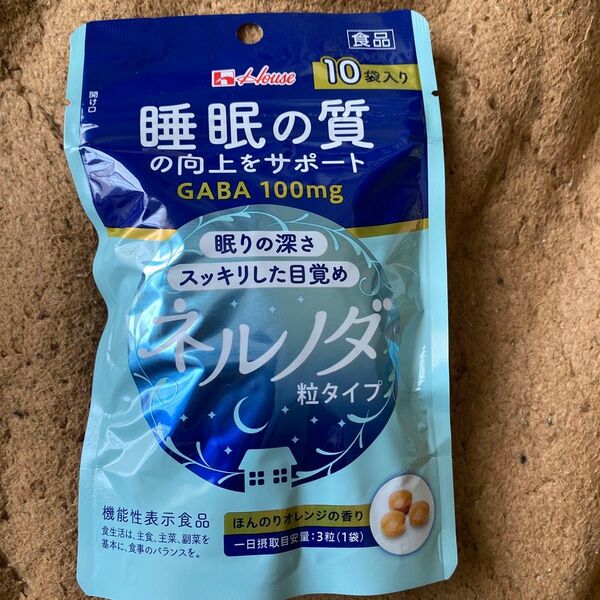 食品
House
10袋入り
開け口
睡眠の質
の向上をサポート
GABA 100mg
眠りの深さ
スッキリした目覚め
ネルノダ
粒タイプ
機能性表示食品
食生活は、主食、主菜、副菜を
基本に、食事のバランスを。
ほんのりオレンジの香り
一日摂取目安量:3粒(1袋)